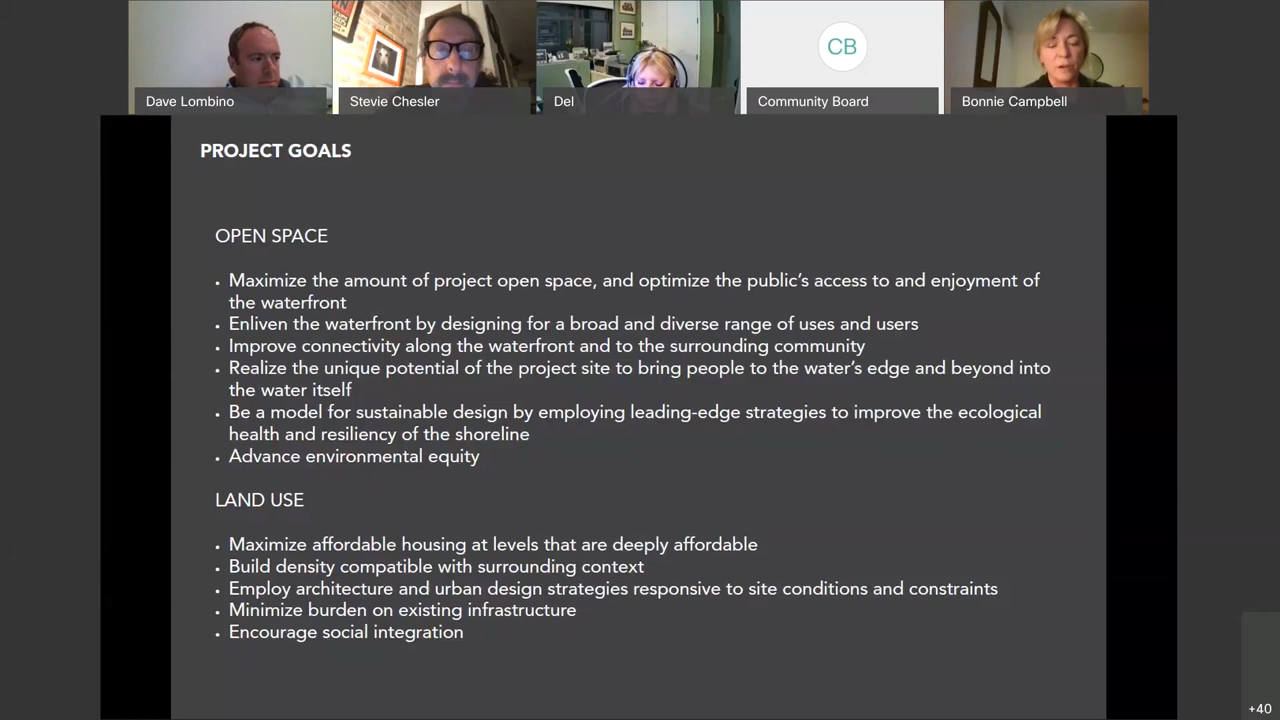 CB
Dave Lombino
Stevie Chesler
Del
Community Board
Bonnie Campbell
PROJECT GOALS
OPEN SPACE
• Maximize the amount of project open space, and optimize the public's access to and enjoyment of
the waterfront
• Enliven the waterfront by designing for a broad and diverse range of uses and users
• Improve connectivity along the waterfront and to the surrounding community
• Realize the unique potential of the project site to bring people to the water's edge and beyond into
the water itself
• Be a model for sustainable design by employing leading-edge strategies to improve the ecological
health and resiliency of the shoreline
• Advance environmental equity
LAND USE
• Maximize affordable housing at levels that are deeply affordable
• Build density compatible with surrounding context
• Employ architecture and urban design strategies responsive to site conditions and constraints
• Minimize burden on existing infrastructure
• Encourage social integration
+40